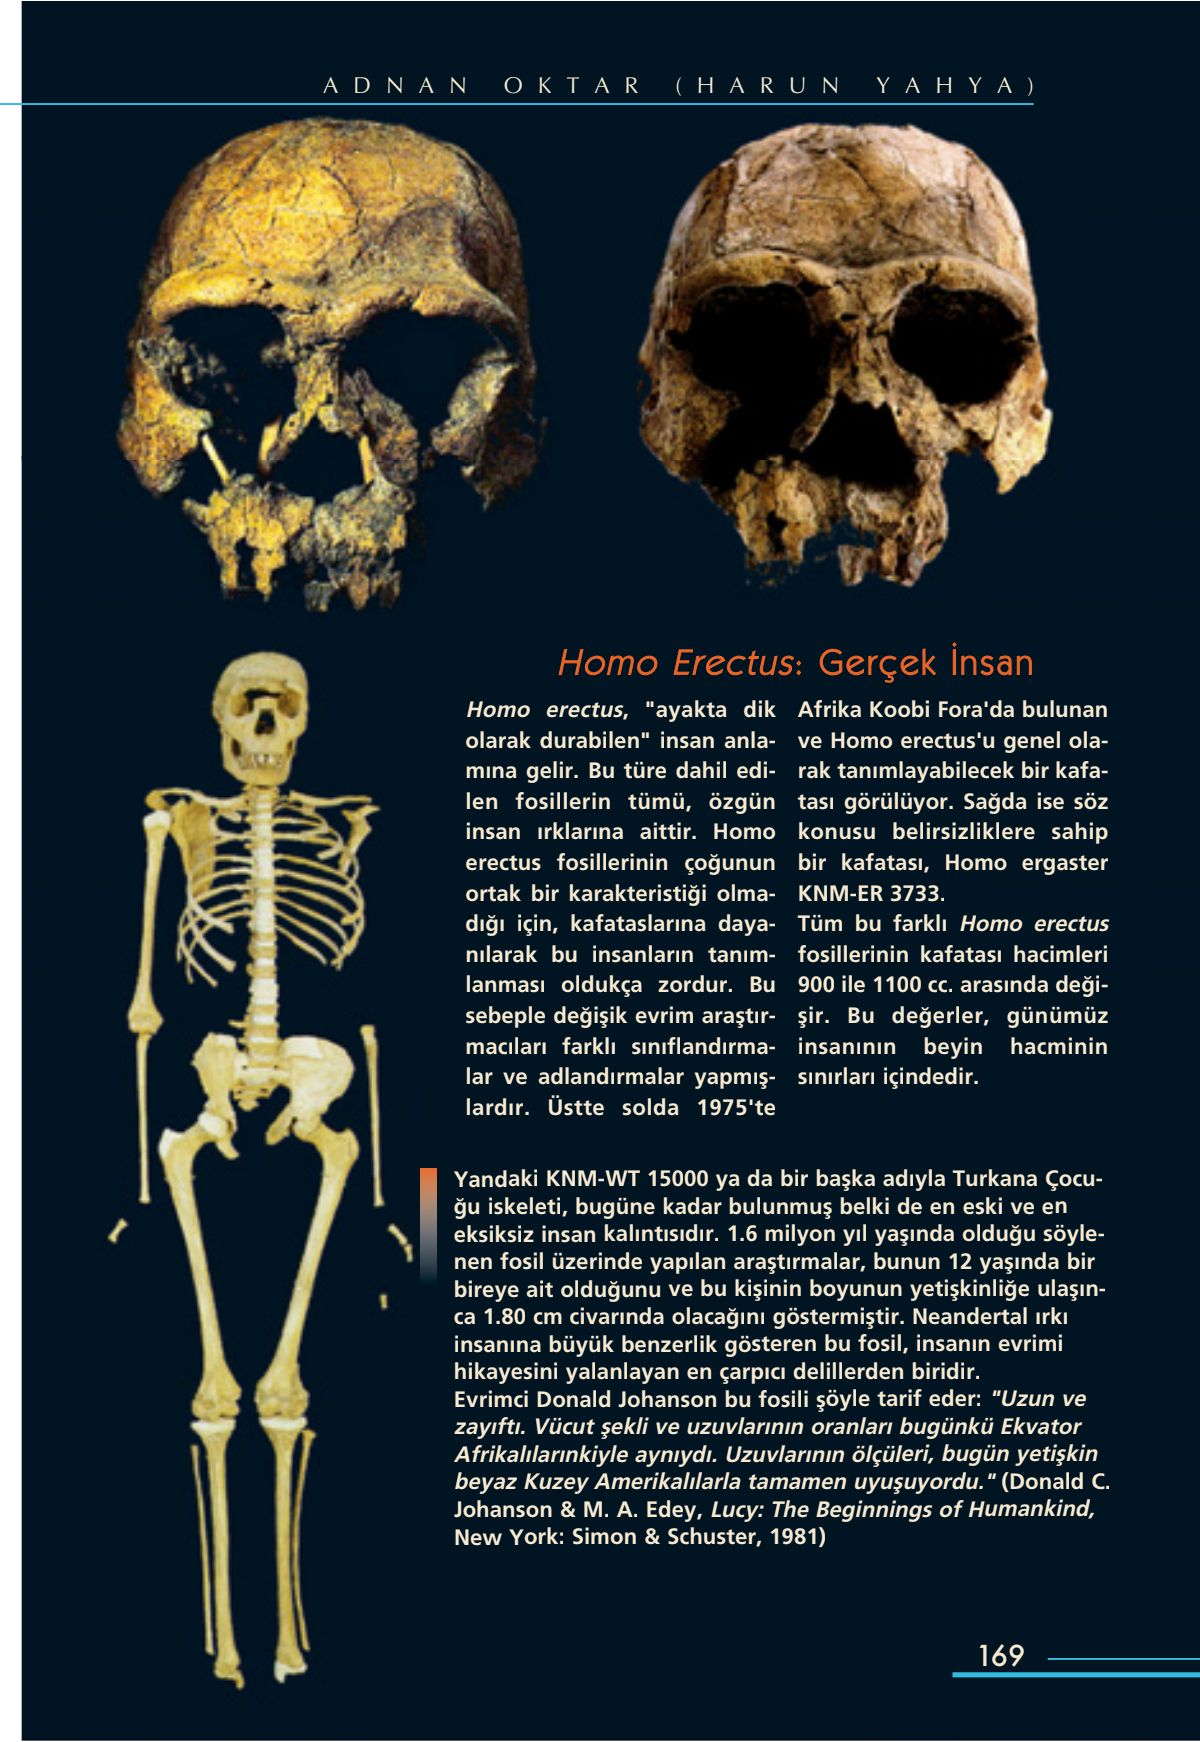 ADNAN OKTAR (HARUN YAHYA)
Homo Erectus: Gerçek İnsan
Homo erectus, "ayakta dik
olarak durabilen" insan anla-
mına gelir. Bu türe dahil edi-
len fosillerin tümü, özgün
insan ırklarına aittir. Homo
erectus fosillerinin çoğunun
ortak bir karakteristiği olma-
dığı için, kafataslarına daya-
nılarak bu insanların tanım-
lanması oldukça zordur. Bu
sebeple değişik evrim araştır-
macıları farklı sınıflandırma-
lar ve adlandırmalar yapmış-
lardır. Üstte solda 1975'te
Afrika Koobi Fora'da bulunan
ve Homo erectus'u genel ola-
rak tanımlayabilecek bir kafa-
tası görülüyor. Sağda ise söz
konusu belirsizliklere sahip
bir kafatası, Homo ergaster
KNM-ER 3733.
Tüm bu farklı Homo erectus
fosillerinin kafatası hacimleri
900 ile 1100 cc. arasında deği-
şir. Bu değerler, günümüz
insanının beyin hacminin
sınırları içindedir.
Yandaki KNM-WT 15000 ya da bir başka adıyla Turkana Çocu-
ğu iskeleti, bugüne kadar bulunmuş belki de en eski ve en
eksiksiz insan kalıntısıdır. 1.6 milyon yıl yaşında olduğu söyle-
nen fosil üzerinde yapılan araştırmalar, bunun 12 yaşında bir
bireye ait olduğunu ve bu kişinin boyunun yetişkinliğe ulaşın-
ca 1.80 cm civarında olacağını göstermiştir. Neandertal ırkı
insanına büyük benzerlik gösteren bu fosil, insanın evrimi
hikayesini yalanlayan en çarpıcı delillerden biridir.
Evrimci Donald Johanson bu fosili şöyle tarif eder: "Uzun ve
zayıftı. Vücut şekli ve uzuvlarının oranları bugünkü Ekvator
Afrikalılarınkiyle aynıydı. Uzuvlarının ölçüleri, bugün yetişkin
beyaz Kuzey Amerikalılarla tamamen uyuşuyordu." (Donald C.
Johanson & M. A. Edey, Lucy: The Beginnings of Humankind,
New York: Simon & Schuster, 1981)
169